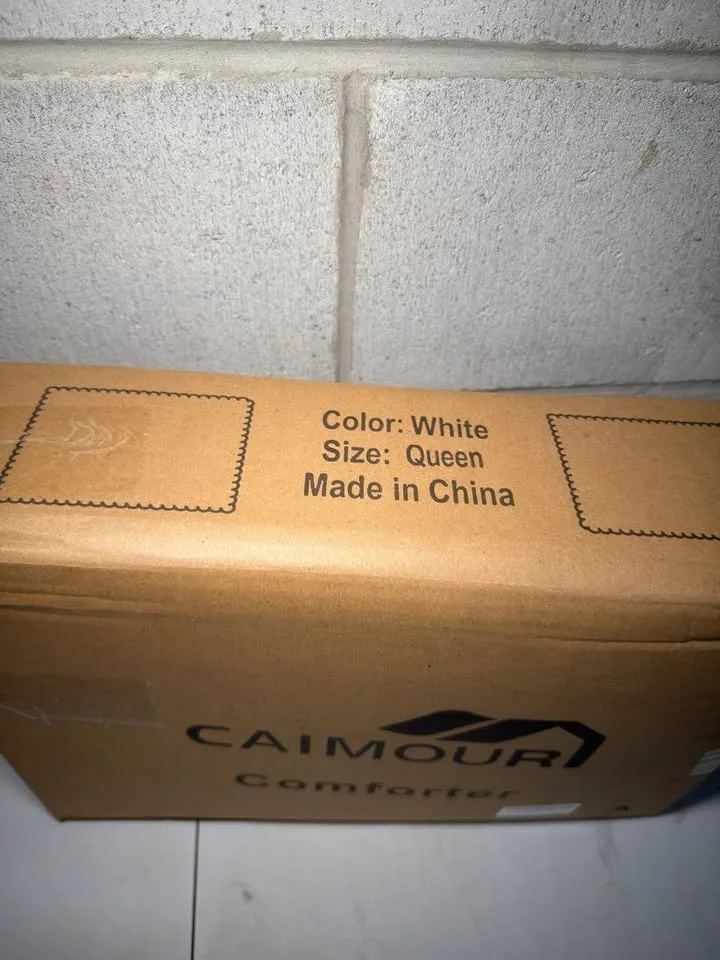 Color: White
Size: Queen
Made in China
CAIMOUR
Comforter